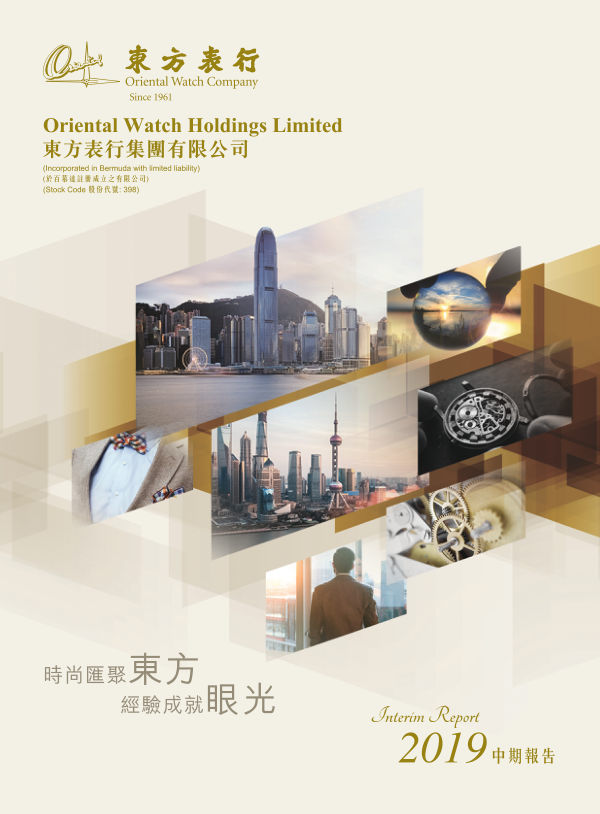 Oriental
東方表行
Oriental Watch Company
Since 1961
Oriental Watch Holdings Limited
東方表行集團有限公司
(Incorporated in Bermuda with limited liability)
(於百慕達註冊成立之有限公司)
(Stock Code 股份代號: 398)
時尚匯聚東方
經驗成就眼光
Interim Report
2019 中期報告